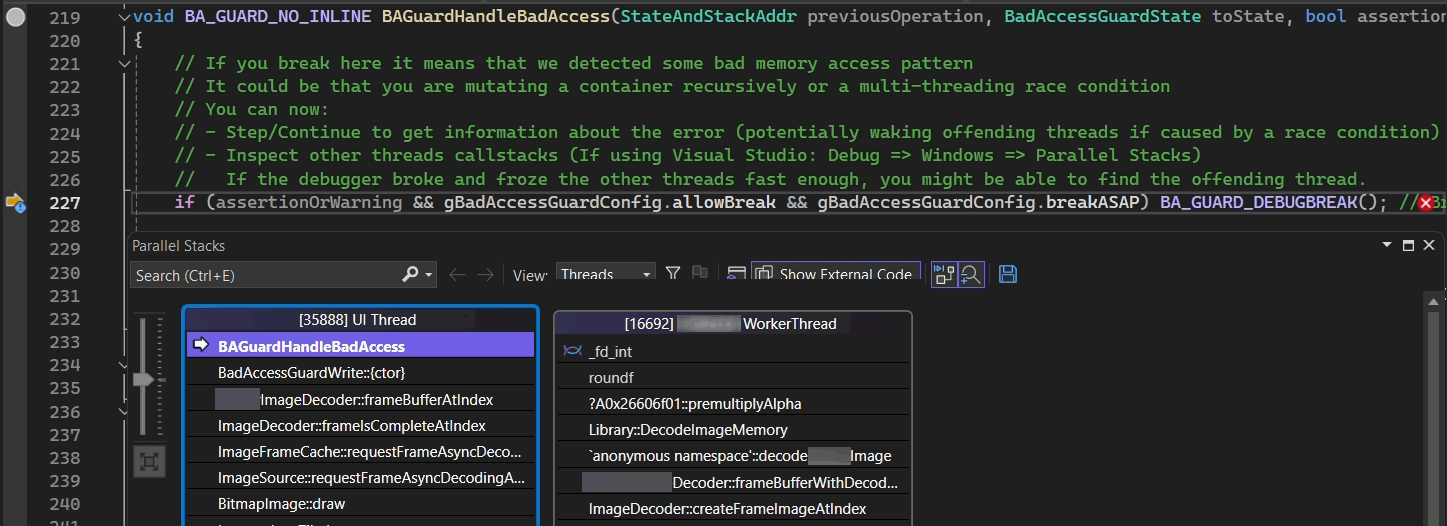 219 void BA_GUARD_NO_INLINE BAGuardHandleBadAccess(StateAndStackAddr previousOperation, BadAccessGuardState toState, bool assertion
220 {
221 // If you break here it means that we detected some bad memory access pattern
222 // It could be that you are mutating a container recursively or a multi-threading race condition
223 // You can now:
224 // - Step/Continue to get information about the error (potentially waking offending threads if caused by a race condition)
225 // - Inspect other threads callstacks (If using Visual Studio: Debug => Windows => Parallel Stacks)
226 // If the debugger broke and froze the other threads fast enough, you might be able to find the offending thread.
227 if (assertionOrWarning && gBadAccessGuardConfig.allowBreak && gBadAccessGuardConfig.breakASAP) BA_GUARD_DEBUGBREAK(); //
228
229
230
231
232
233
234
235
236
237
238
239
240
241
Parallel Stacks
Search (Ctrl+E) View: Threads Show External Code
[35888] UI Thread
BAGuardHandleBadAccess
BadAccessGuardWrite::{ctor}
ImageDecoder::frameBufferAtIndex
ImageDecoder::frameIsCompleteAtIndex
ImageFrameCache::requestFrameAsyncDeco...
ImageSource::requestFrameAsyncDecodingA...
BitmapImage::draw
[16692] WorkerThread
_fd_int
roundf
?A0x26606f01::premultiplyAlpha
Library::DecodeImageMemory
`anonymous namespace'::decode Image
Decoder::frameBufferWithDecod...
ImageDecoder::createFrameImageAtIndex